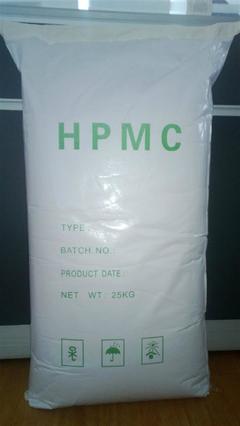 HPMC
TYPE:
BATCH NO.:
PRODUCT DATE:
NET WT: 25KG